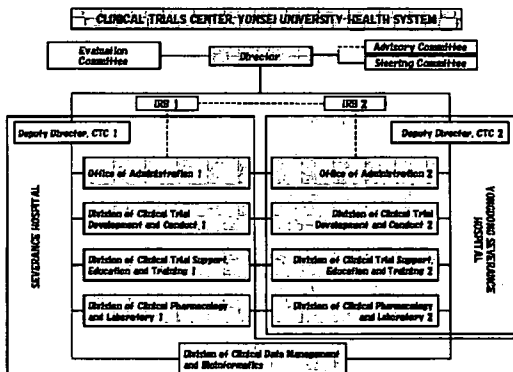 CLINICAL TRIALS CENTER, YONSEI UNIVERSITY HEALTH SYSTEM
Evaluation
Committee
Director
Advisory Committee
Steering Committee
IRB 1
IRB 2
Deputy Director, CTC 1
Deputy Director, CTC 2
Office of Administration 1
Office of Administration 2
Division of Clinical Trial
Development and Conduct 1
Division of Clinical Trial
Development and Conduct 2
Division of Clinical Trial Support,
Education and Training 1
Division of Clinical Trial Support,
Education and Training 2
Division of Clinical Pharmacology
and Laboratory 1
Division of Clinical Pharmacology
and Laboratory 2
SEVERANCE HOSPITAL
YONGDONG SEVERANCE
HOSPITAL
Division of Clinical Data Management
and Bioinformatics